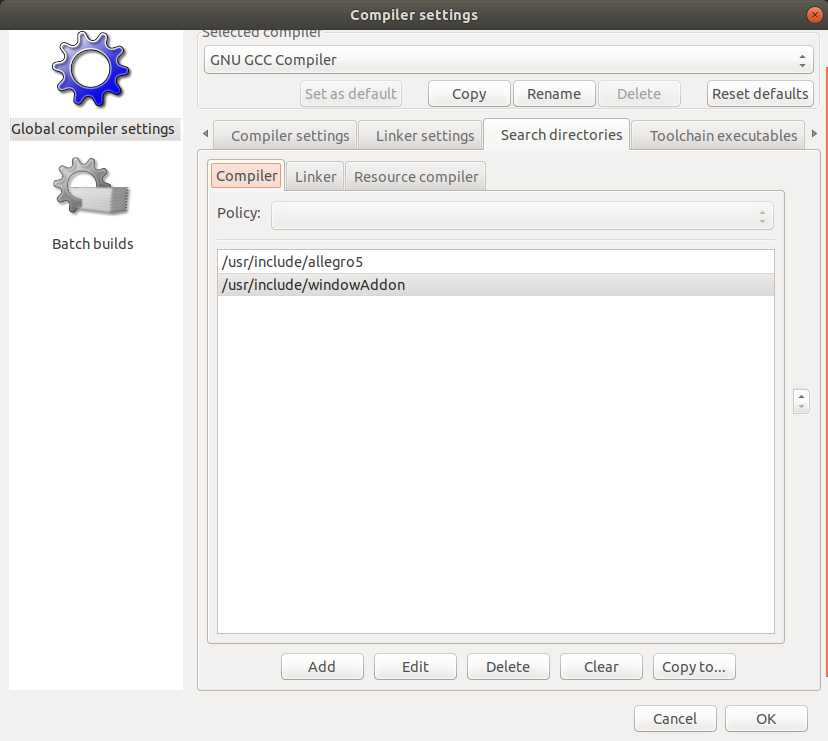 Compiler settings
Selected compiler
GNU GCC Compiler
Set as default Copy Rename Delete Reset defaults
Global compiler settings
Batch builds
Compiler settings Linker settings Search directories Toolchain executables
Compiler Linker Resource compiler
Policy:
/usr/include/allegro5
/usr/include/windowAddon
Add Edit Delete Clear Copy to...
Cancel OK